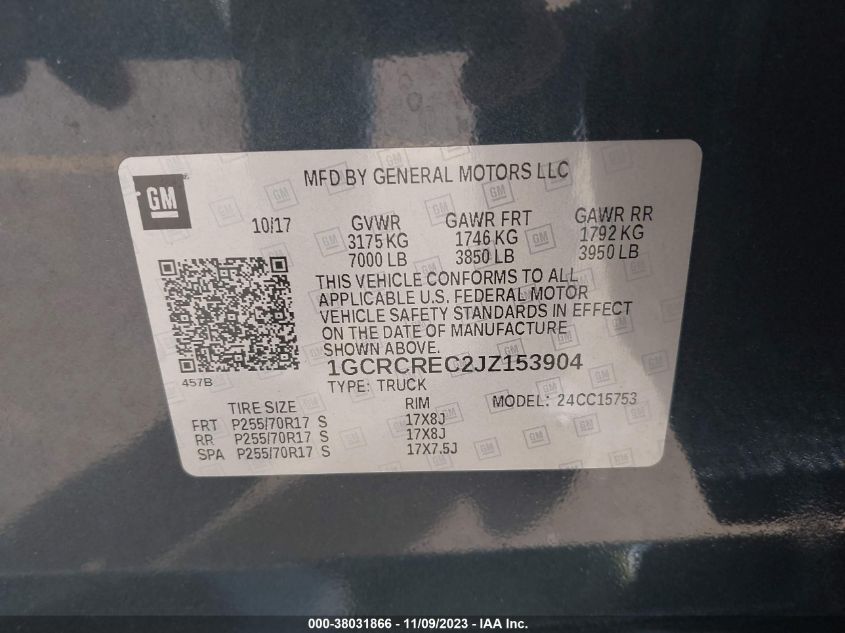 MFD BY GENERAL MOTORS LLC
GM
10/17
GVWR GAWR FRT GAWR RR
3175 KG 1746 KG 1792 KG
7000 LB 3850 LB 3950 LB
THIS VEHICLE CONFORMS TO ALL
APPLICABLE U.S. FEDERAL MOTOR
VEHICLE SAFETY STANDARDS IN EFFECT
ON THE DATE OF MANUFACTURE
SHOWN ABOVE.
457B
1GCRCREC2JZ153904
TYPE: TRUCK
MODEL: 24CC15753
TIRE SIZE RIM
FRT P255/70R17 S 17X8J
RR P255/70R17 S 17X8J
SPA P255/70R17 S 17X7.5J
000-38031866 - 11/09/2023 - IAA Inc.